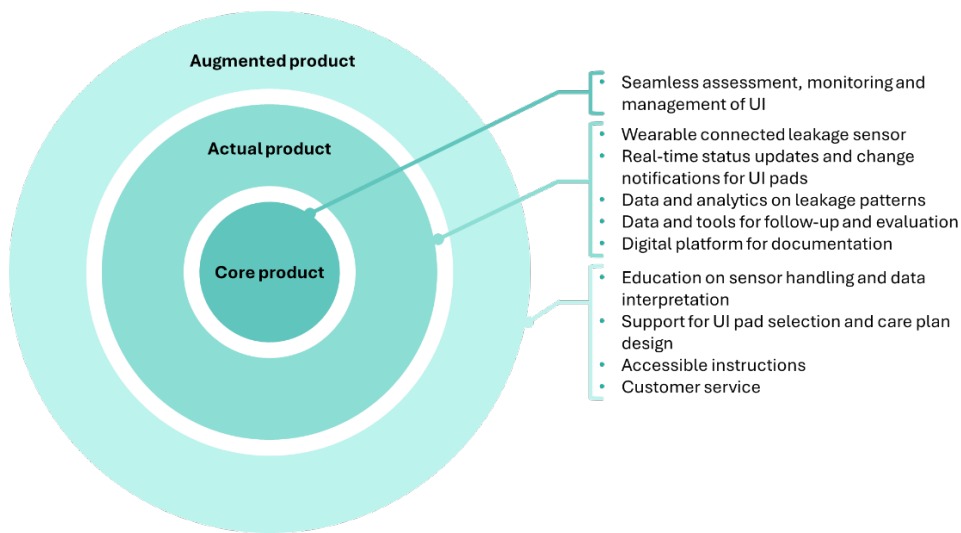 Augmented product
Actual product
Core product
• Seamless assessment, monitoring and
management of UI
• Wearable connected leakage sensor
• Real-time status updates and change
notifications for UI pads
• Data and analytics on leakage patterns
• Data and tools for follow-up and evaluation
• Digital platform for documentation
• Education on sensor handling and data
interpretation
• Support for UI pad selection and care plan
design
• Accessible instructions
• Customer service